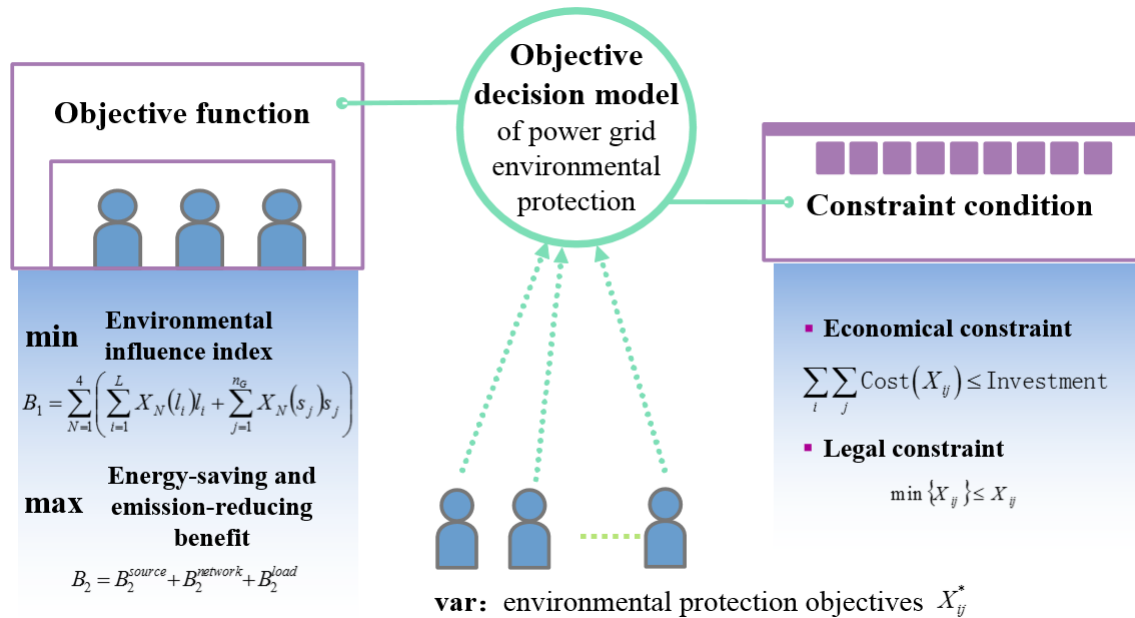 Objective function
min
Environmental
influence index
B_1 = \sum_{N=1}^{4} \left( \sum_{i=1}^{L} X_N(l_i) l_i + \sum_{j=1}^{n_G} X_N(s_j) s_j \right)
max
Energy-saving and
emission-reducing
benefit
B_2 = B_2^{source} + B_2^{network} + B_2^{load}
Objective
decision model
of power grid
environmental
protection
var: environmental protection objectives X_{ij}^*
Constraint condition
▪ Economical constraint
\sum_i \sum_j Cost(X_{ij}) ≤ Investment
▪ Legal constraint
min{X_{ij}} ≤ X_{ij}